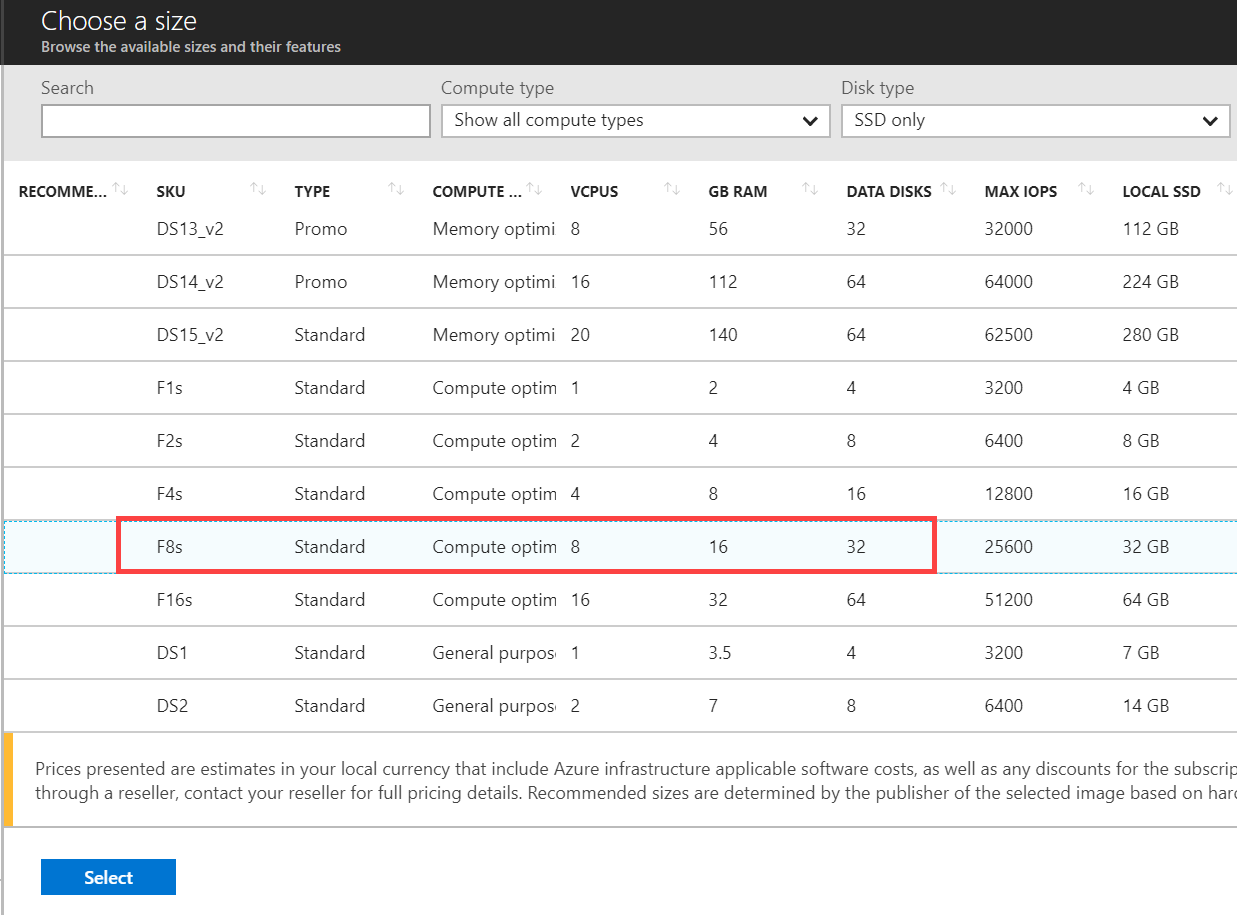 Choose a size
Browse the available sizes and their features
Search Compute type Disk type
Show all compute types SSD only
RECOMME... SKU TYPE COMPUTE ... VCPUS GB RAM DATA DISKS MAX IOPS LOCAL SSD
DS13_v2 Promo Memory optimi 8 56 32 32000 112 GB
DS14_v2 Promo Memory optimi 16 112 64 64000 224 GB
DS15_v2 Standard Memory optimi 20 140 64 62500 280 GB
F1s Standard Compute optim 1 2 4 3200 4 GB
F2s Standard Compute optim 2 4 8 6400 8 GB
F4s Standard Compute optim 4 8 16 12800 16 GB
F8s Standard Compute optim 8 16 32 25600 32 GB
F16s Standard Compute optim 16 32 64 51200 64 GB
DS1 Standard General purpos 1 3.5 4 3200 7 GB
DS2 Standard General purpos 2 7 8 6400 14 GB
Prices presented are estimates in your local currency that include Azure infrastructure applicable software costs, as well as any discounts for the subscrip
through a reseller, contact your reseller for full pricing details. Recommended sizes are determined by the publisher of the selected image based on hard
Select